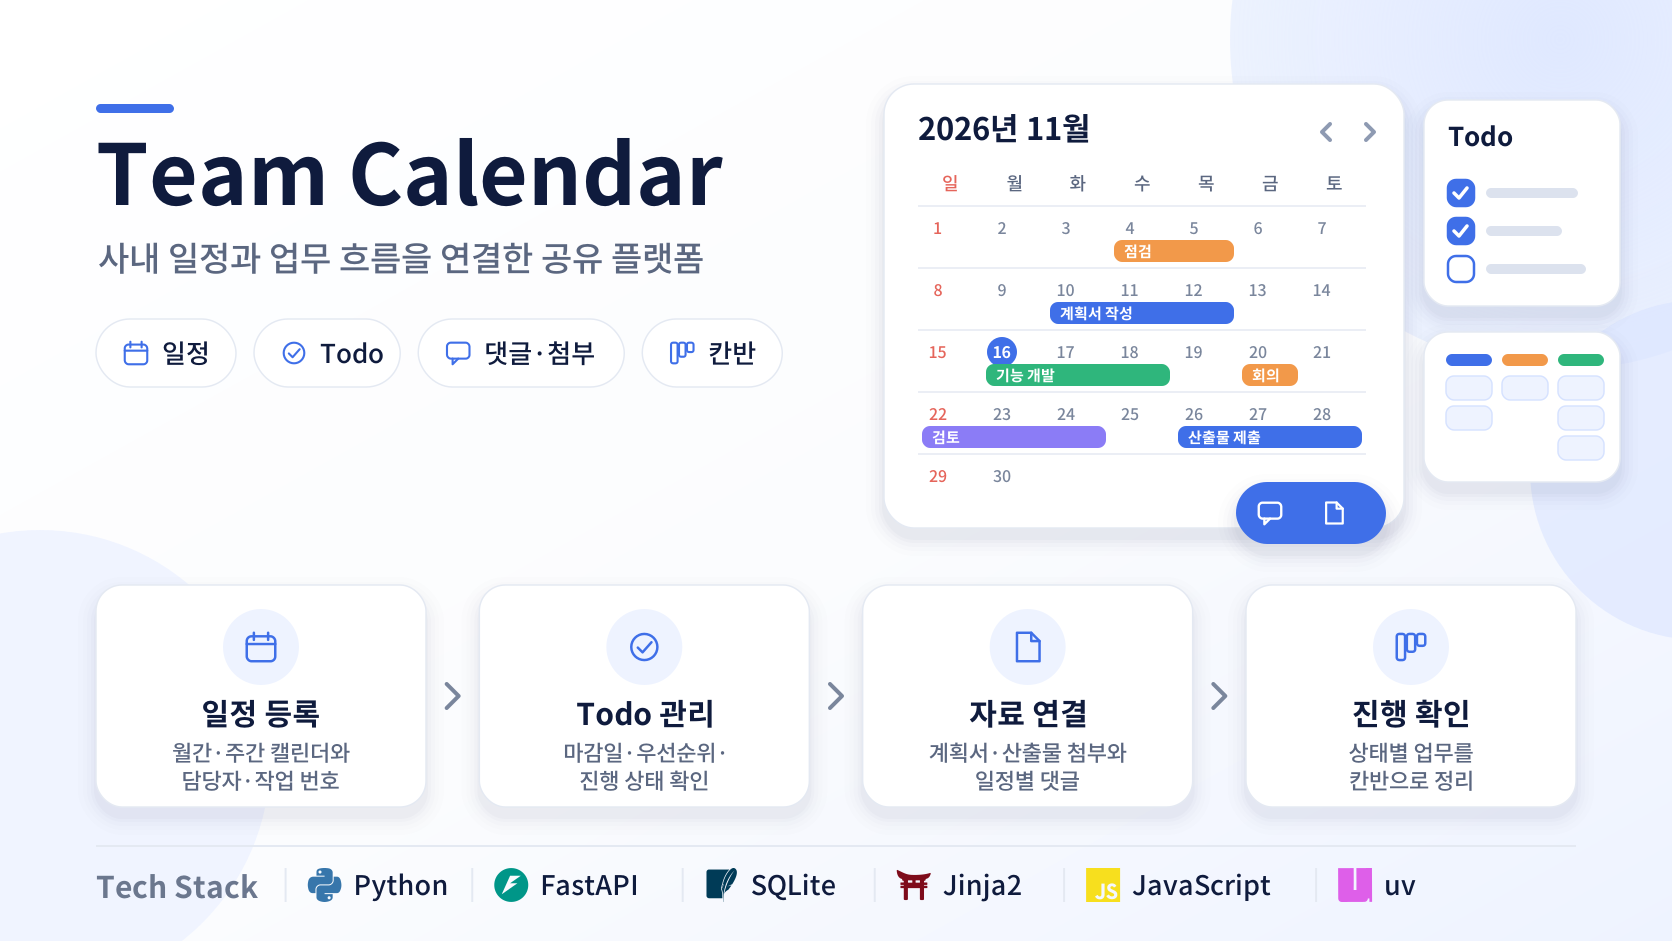 Team Calendar
사내 일정과 업무 흐름을 연결한 공유 플랫폼
일정
Todo
댓글·첨부
칸반
2026년 11월
일 월 화 수 목 금 토
1 2 3 4 5 6 7
점검
8 9 10 11 12 13 14
계획서 작성
15 16 17 18 19 20 21
기능 개발 회의
22 23 24 25 26 27 28
검토 산출물 제출
29 30
Todo
일정 등록
월간·주간 캘린더와
담당자·작업 번호
Todo 관리
마감일·우선순위·
진행 상태 확인
자료 연결
계획서·산출물 첨부와
일정별 댓글
진행 확인
상태별 업무를
칸반으로 정리
Tech Stack
Python
FastAPI
SQLite
Jinja2
JS
JavaScript
uv